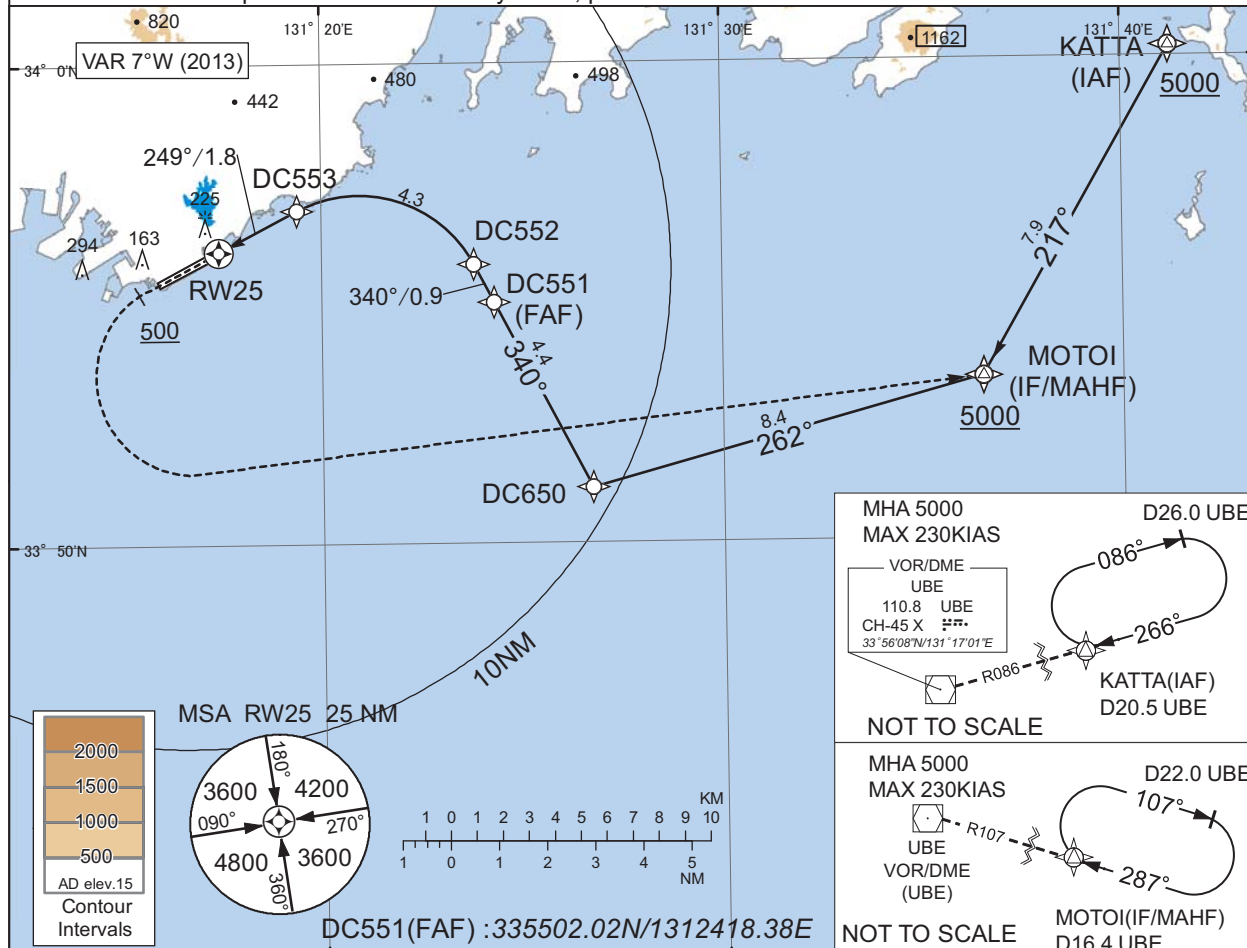 820
131° 20'
131° 30'
131° 40'
VAR 7°W (2013)
34° 0'N
1162
KATTA
(IAF)
5000
480
498
442
249°/1.8
DC553
4.3
225
DC552
7.9
217°
294
163
RW25
340°/0.9
DC551
(FAF)
500
4.4
340°
MOTOI
(IF/MAHF)
5000
8.4
262°
DC650
33° 50'N
10NM
MHA 5000
MAX 230KIAS
D26.0 UBE
VOR/DME
UBE
110.8 UBE
CH-45 X
33°56'08"N/131°17'01"E
086°
266°
R086
KATTA(IAF)
D20.5 UBE
NOT TO SCALE
MHA 5000
MAX 230KIAS
D22.0 UBE
107°
R107
287°
UBE
VOR/DME
(UBE)
MOTOI(IF/MAHF)
D16.4 UBE
NOT TO SCALE
2000
1500
1000
500
AD elev.15
Contour
Intervals
MSA RW25 25 NM
180°
3600
4200
090°
270°
4800
3600
360°
KM
1 0 1 2 3 4 5 6 7 8 9 10
1 0 1 2 3 4 5
NM
DC551(FAF) :335502.02N/1312418.38E